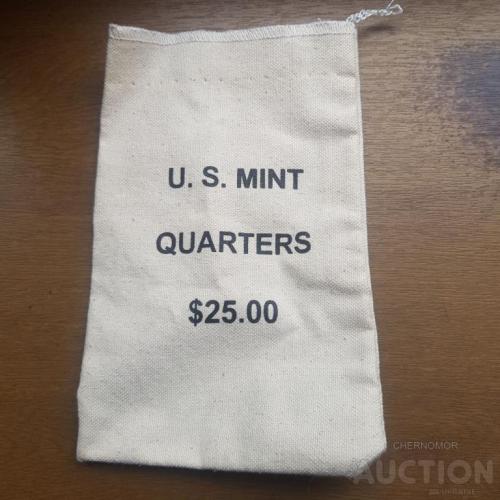 U. S. MINT
QUARTERS
$25.00
CHERNOMOR
AUCTION